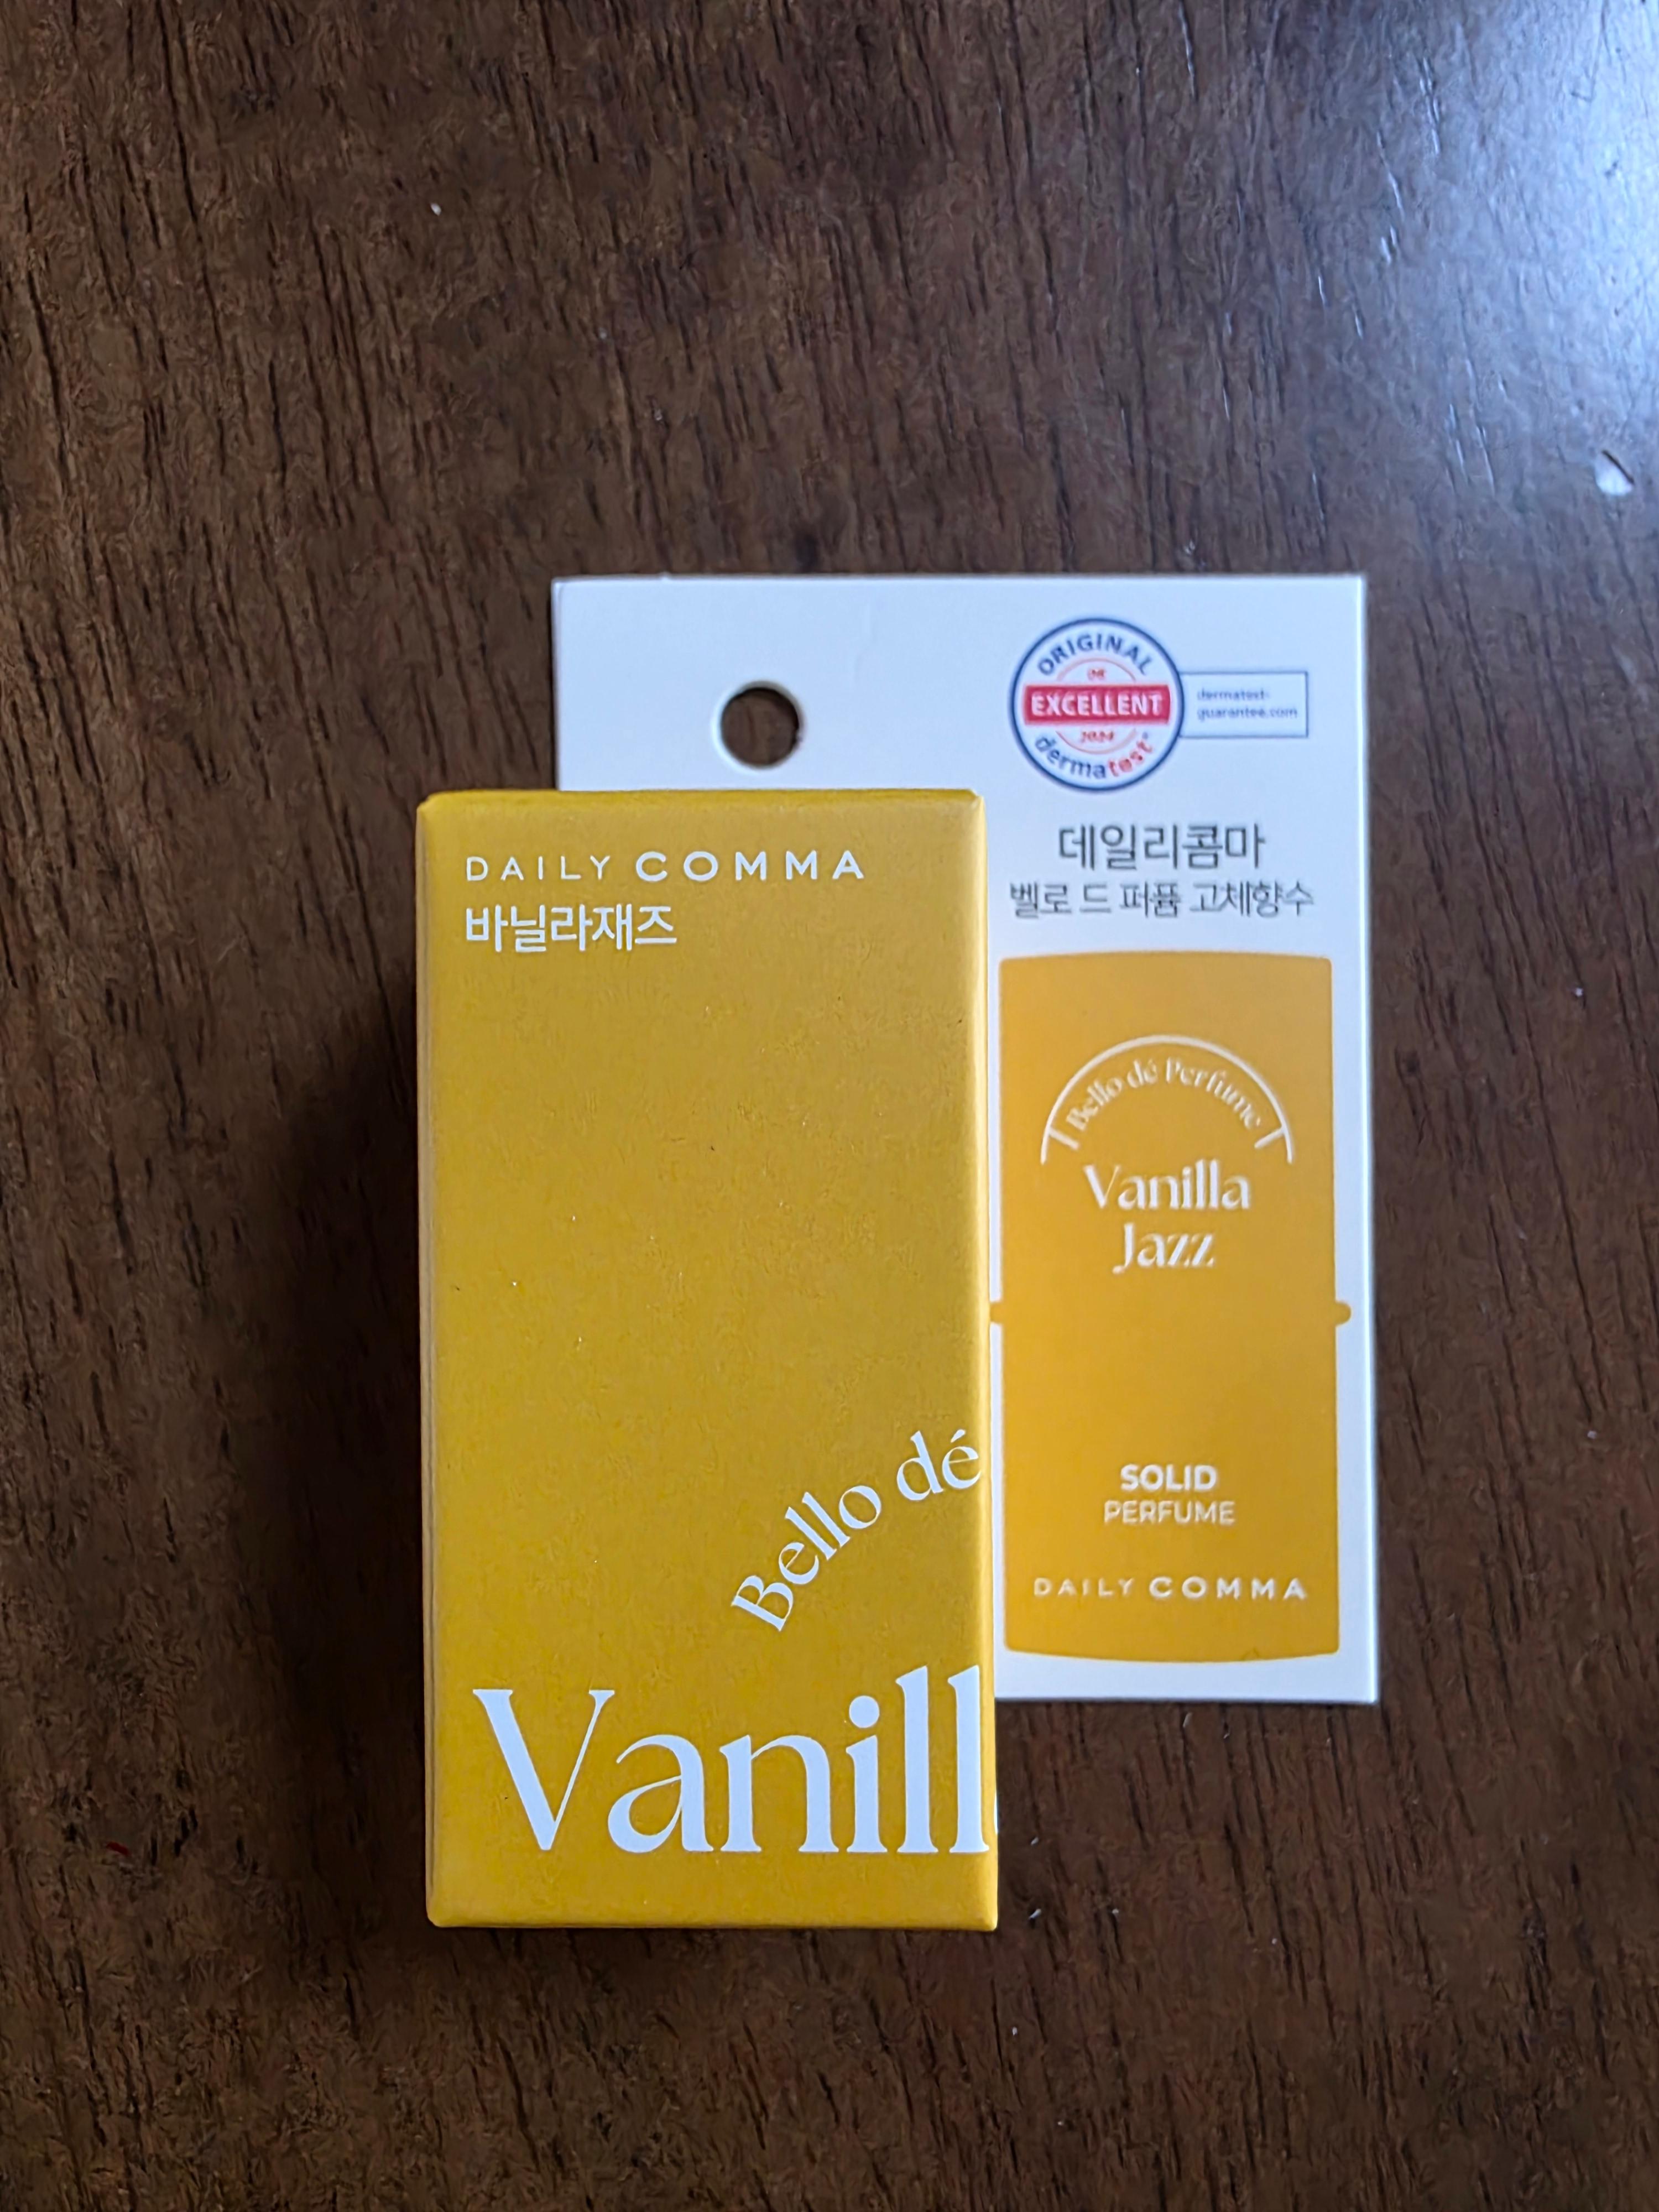 DAILY COMMA
바닐라재즈
Bello dé
Vanill
ORIGINAL
EXCELLENT
2024
dermatest®
dermatest-
guarantee.com
데일리콤마
벨로 드 퍼퓸 고체향수
Bello dé Perfume
Vanilla
Jazz
SOLID
PERFUME
DAILY COMMA